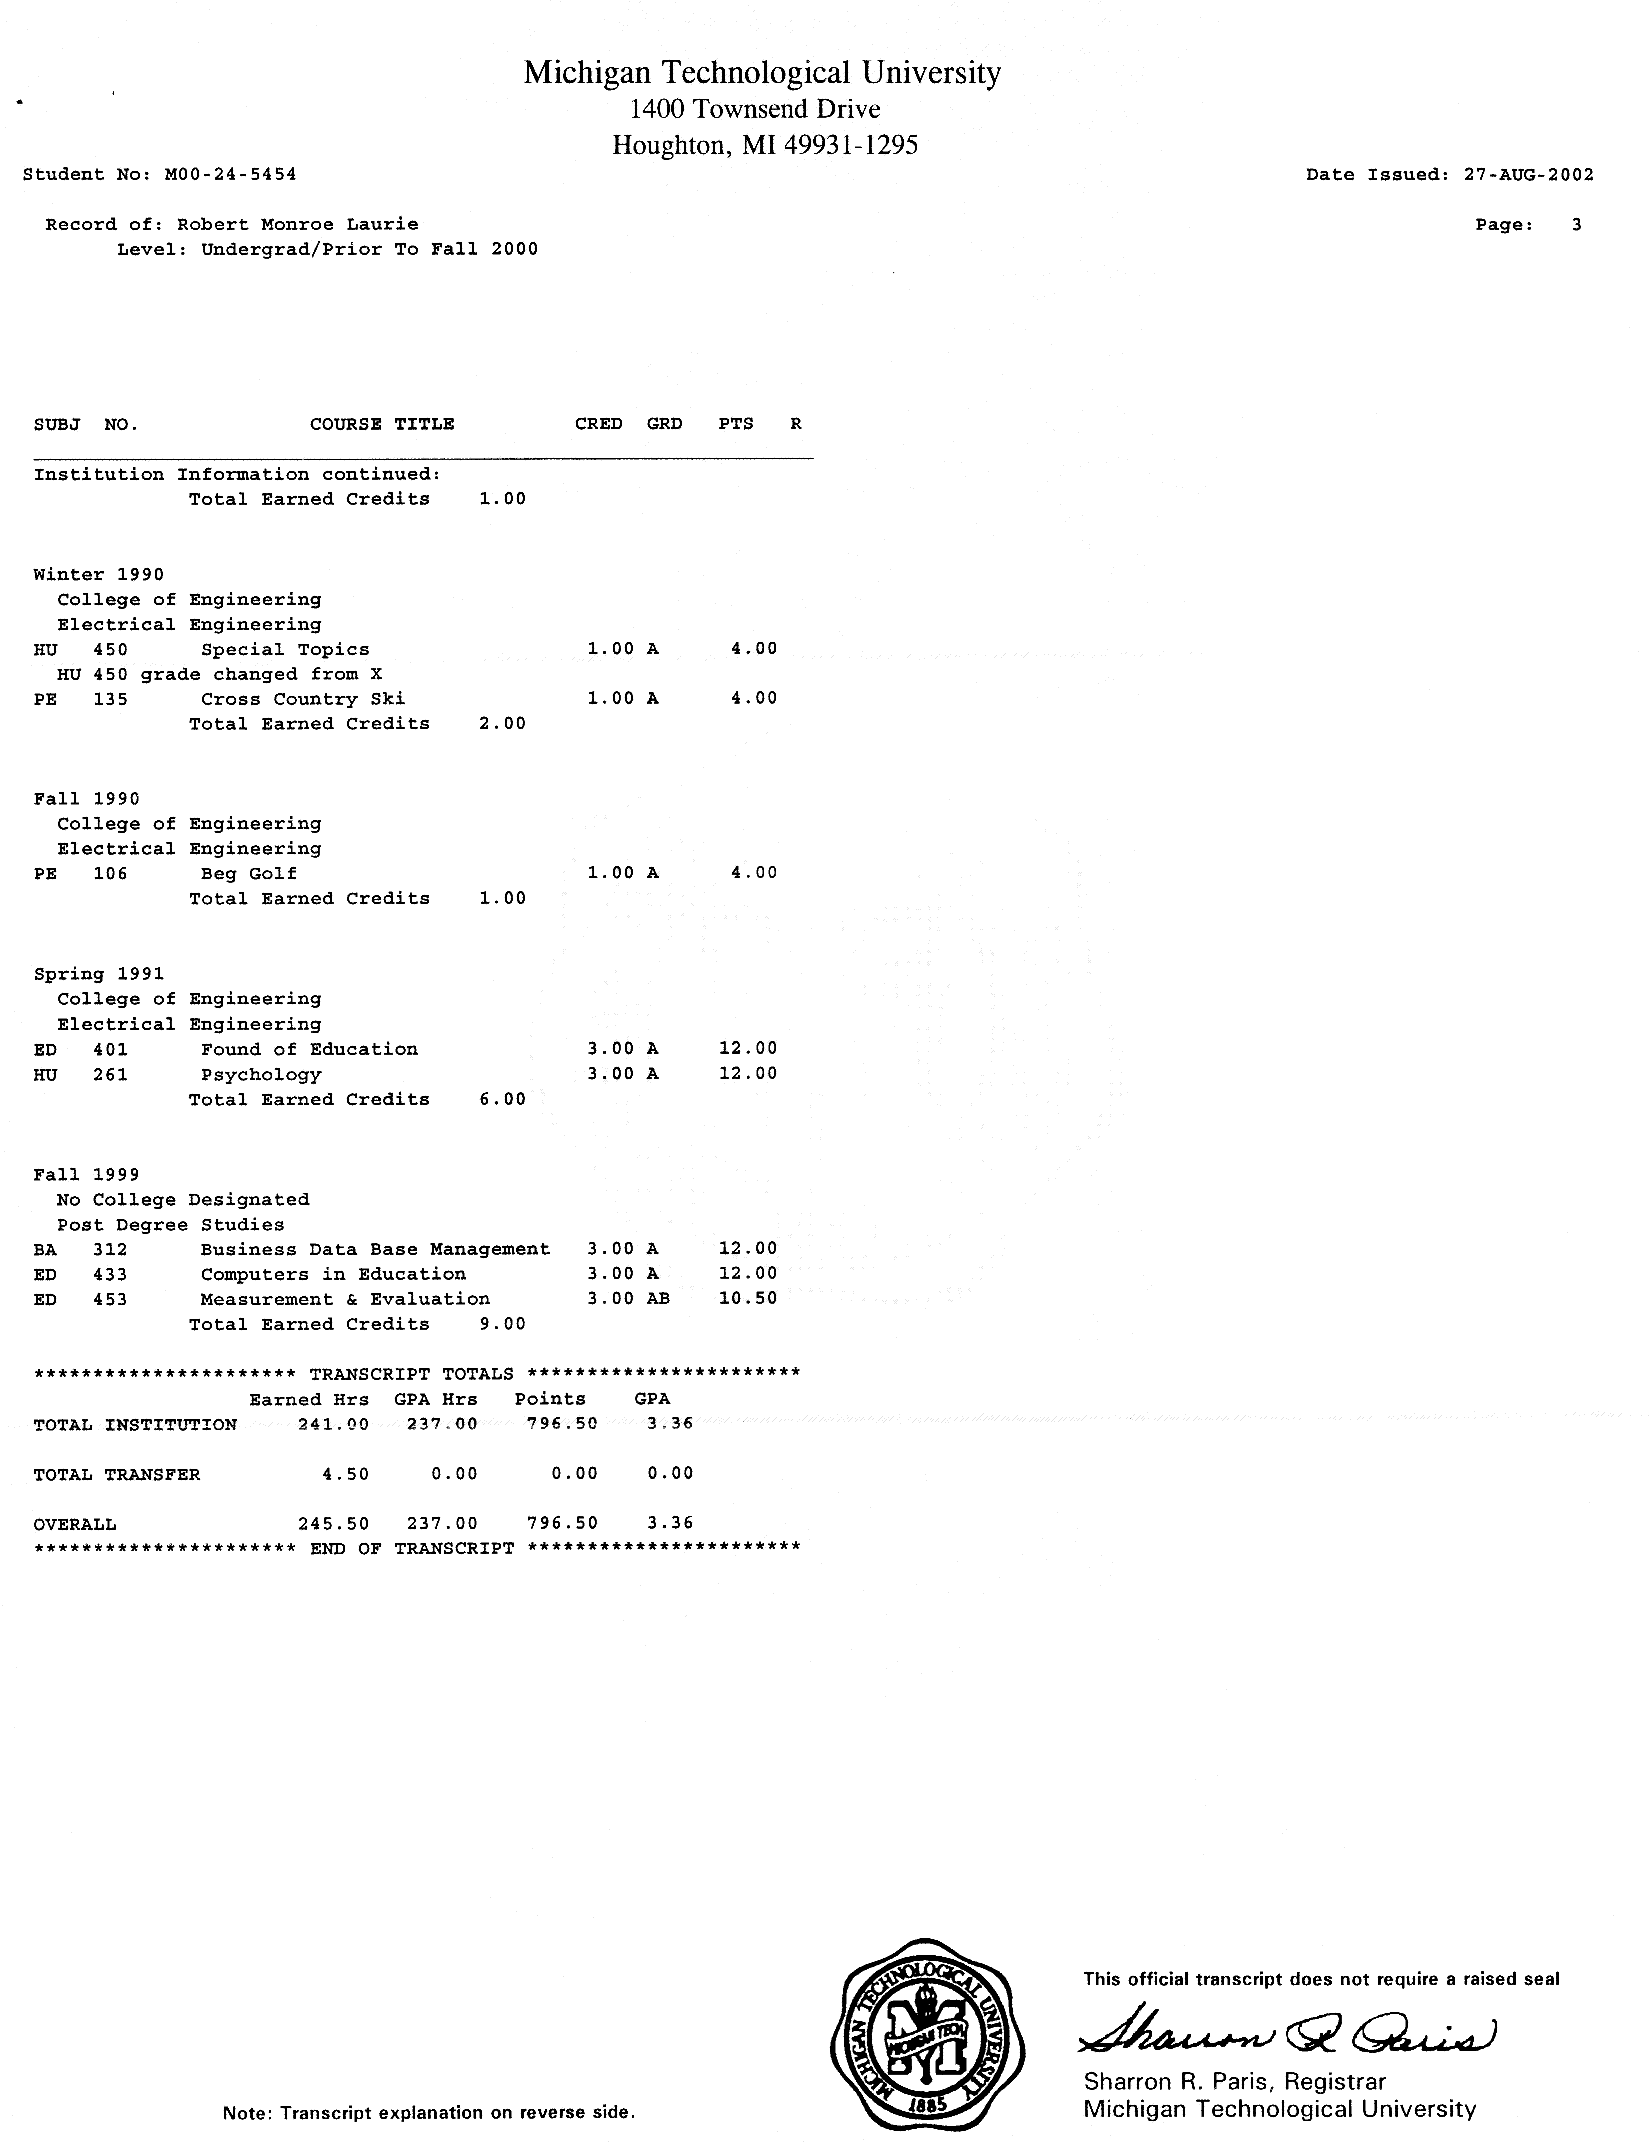 Michigan Technological University
1400 Townsend Drive
Houghton, MI 49931-1295
Student No: M00-24-5454 Date Issued: 27-AUG-2002
Record of: Robert Monroe Laurie Page: 3
Level: Undergrad/Prior To Fall 2000
SUBJ NO. COURSE TITLE CRED GRD PTS R
Institution Information continued:
Total Earned Credits 1.00
Winter 1990
College of Engineering
Electrical Engineering
HU 450 Special Topics 1.00 A 4.00
HU 450 grade changed from X
PE 135 Cross Country Ski 1.00 A 4.00
Total Earned Credits 2.00
Fall 1990
College of Engineering
Electrical Engineering
PE 106 Beg Golf 1.00 A 4.00
Total Earned Credits 1.00
Spring 1991
College of Engineering
Electrical Engineering
ED 401 Found of Education 3.00 A 12.00
HU 261 Psychology 3.00 A 12.00
Total Earned Credits 6.00
Fall 1999
No College Designated
Post Degree Studies
BA 312 Business Data Base Management 3.00 A 12.00
ED 433 Computers in Education 3.00 A 12.00
ED 453 Measurement & Evaluation 3.00 AB 10.50
Total Earned Credits 9.00
********************** TRANSCRIPT TOTALS ***********************
Earned Hrs GPA Hrs Points GPA
TOTAL INSTITUTION 241.00 237.00 796.50 3.36
TOTAL TRANSFER 4.50 0.00 0.00 0.00
OVERALL 245.50 237.00 796.50 3.36
********************** END OF TRANSCRIPT ***********************
MICHIGAN TECHNOLOGICAL UNIVERSITY
MICHIGAN TECH
1885
This official transcript does not require a raised seal
Sharron R Paris
Sharron R. Paris, Registrar
Michigan Technological University
Note: Transcript explanation on reverse side.